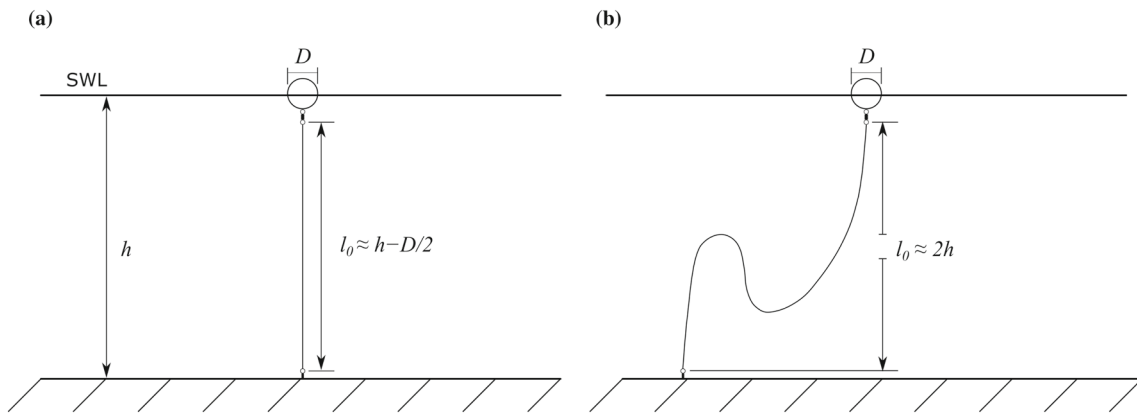 (a)
D
SWL
h
l₀ ≈ h−D/2
(b)
D
l₀ ≈ 2h